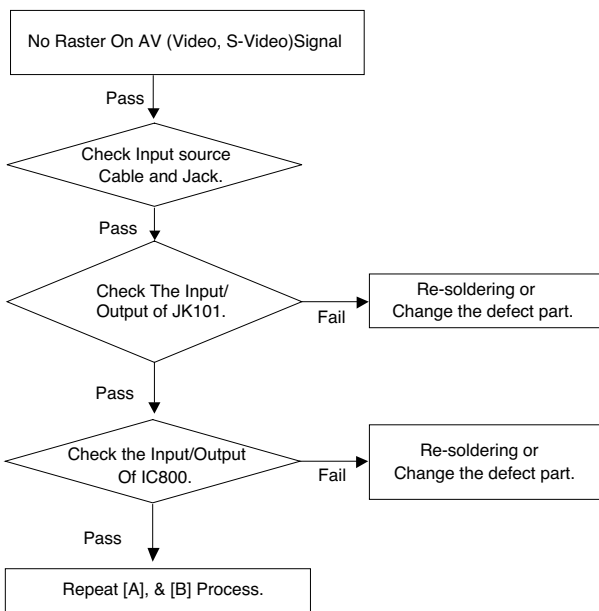 No Raster On AV (Video, S-Video)Signal
Pass
Check Input source
Cable and Jack.
Pass
Check The Input/
Output of JK101.
Fail
Re-soldering or
Change the defect part.
Pass
Check the Input/Output
Of IC800.
Fail
Re-soldering or
Change the defect part.
Pass
Repeat [A], & [B] Process.